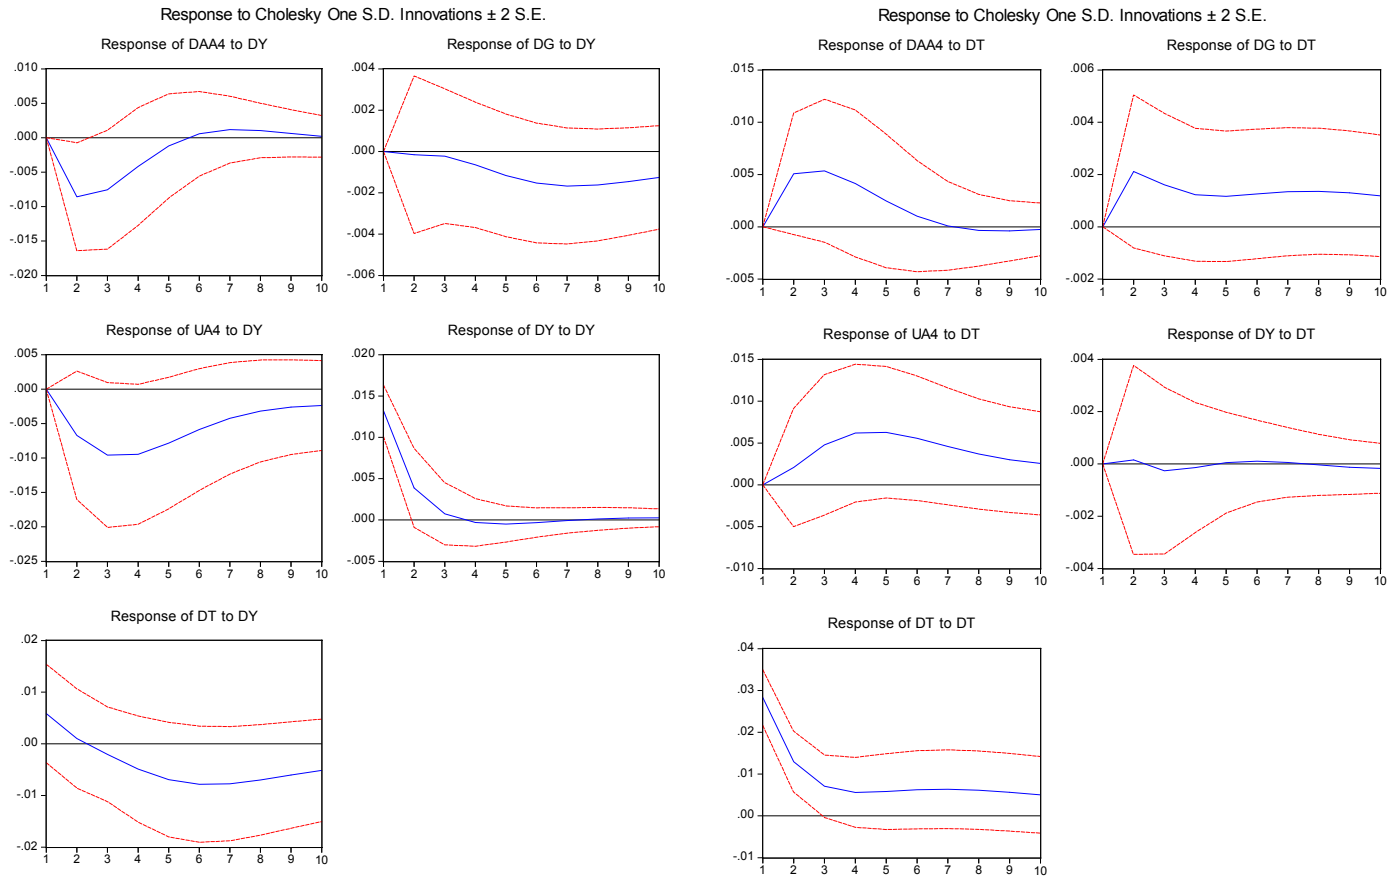 Response to Cholesky One S.D. Innovations ± 2 S.E.
Response of DAA4 to DY
.010
.005
.000
-.005
-.010
-.015
-.020
1 2 3 4 5 6 7 8 9 10
Response of DG to DY
.004
.002
.000
-.002
-.004
-.006
1 2 3 4 5 6 7 8 9 10
Response of UA4 to DY
.005
.000
-.005
-.010
-.015
-.020
-.025
1 2 3 4 5 6 7 8 9 10
Response of DY to DY
.020
.015
.010
.005
.000
-.005
1 2 3 4 5 6 7 8 9 10
Response of DT to DY
.02
.01
.00
-.01
-.02
1 2 3 4 5 6 7 8 9 10
Response to Cholesky One S.D. Innovations ± 2 S.E.
Response of DAA4 to DT
.015
.010
.005
.000
-.005
1 2 3 4 5 6 7 8 9 10
Response of DG to DT
.006
.004
.002
.000
-.002
1 2 3 4 5 6 7 8 9 10
Response of UA4 to DT
.015
.010
.005
.000
-.005
-.010
1 2 3 4 5 6 7 8 9 10
Response of DY to DT
.004
.002
.000
-.002
-.004
1 2 3 4 5 6 7 8 9 10
Response of DT to DT
.04
.03
.02
.01
.00
-.01
1 2 3 4 5 6 7 8 9 10